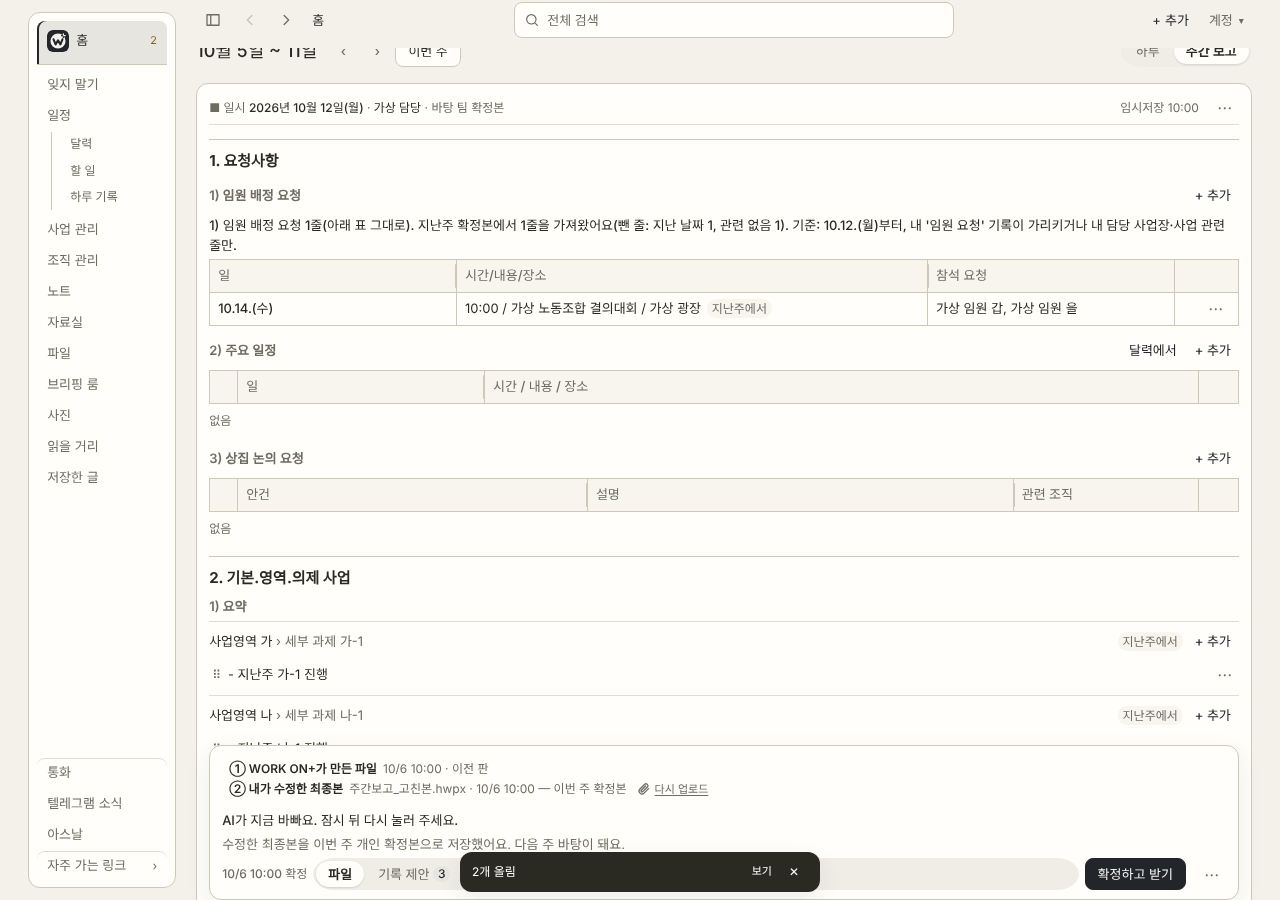 홈 2
잊지 말기
일정
달력
할 일
하루 기록
사업 관리
조직 관리
노트
자료실
파일
브리핑 룸
사진
읽을 거리
저장한 글
통화
텔레그램 소식
아스날
자주 가는 링크 ›
홈
전체 검색
+ 추가 계정 ▾
10월 5일 ~ 11일 ‹ › 이번 주 하루 주간 보고
■ 일시 2026년 10월 12일(월) · 가상 담당 · 바탕 팀 확정본 임시저장 10:00 ···
1. 요청사항
1) 임원 배정 요청 + 추가
1) 임원 배정 요청 1줄(아래 표 그대로). 지난주 확정본에서 1줄을 가져왔어요(뺀 줄: 지난 날짜 1, 관련 없음 1). 기준: 10.12.(월)부터, 내 '임원 요청' 기록이 가리키거나 내 담당 사업장·사업 관련
줄만.
일 시간/내용/장소 참석 요청
10.14.(수) 10:00 / 가상 노동조합 결의대회 / 가상 광장 지난주에서 가상 임원 갑, 가상 임원 을 ···
2) 주요 일정 달력에서 + 추가
일 시간 / 내용 / 장소
없음
3) 상집 논의 요청 + 추가
안건 설명 관련 조직
없음
2. 기본.영역.의제 사업
1) 요약
사업영역 가 › 세부 과제 가-1 지난주에서 + 추가
- 지난주 가-1 진행 ···
사업영역 나 › 세부 과제 나-1 지난주에서 + 추가
① WORK ON+가 만든 파일 10/6 10:00 · 이전 판
② 내가 수정한 최종본 주간보고_고친본.hwpx · 10/6 10:00 — 이번 주 확정본 다시 업로드
AI가 지금 바빠요. 잠시 뒤 다시 눌러 주세요.
수정한 최종본을 이번 주 개인 확정본으로 저장했어요. 다음 주 바탕이 돼요.
10/6 10:00 확정 파일 기록 제안 3 확정하고 받기 ···
2개 올림 보기 ✕